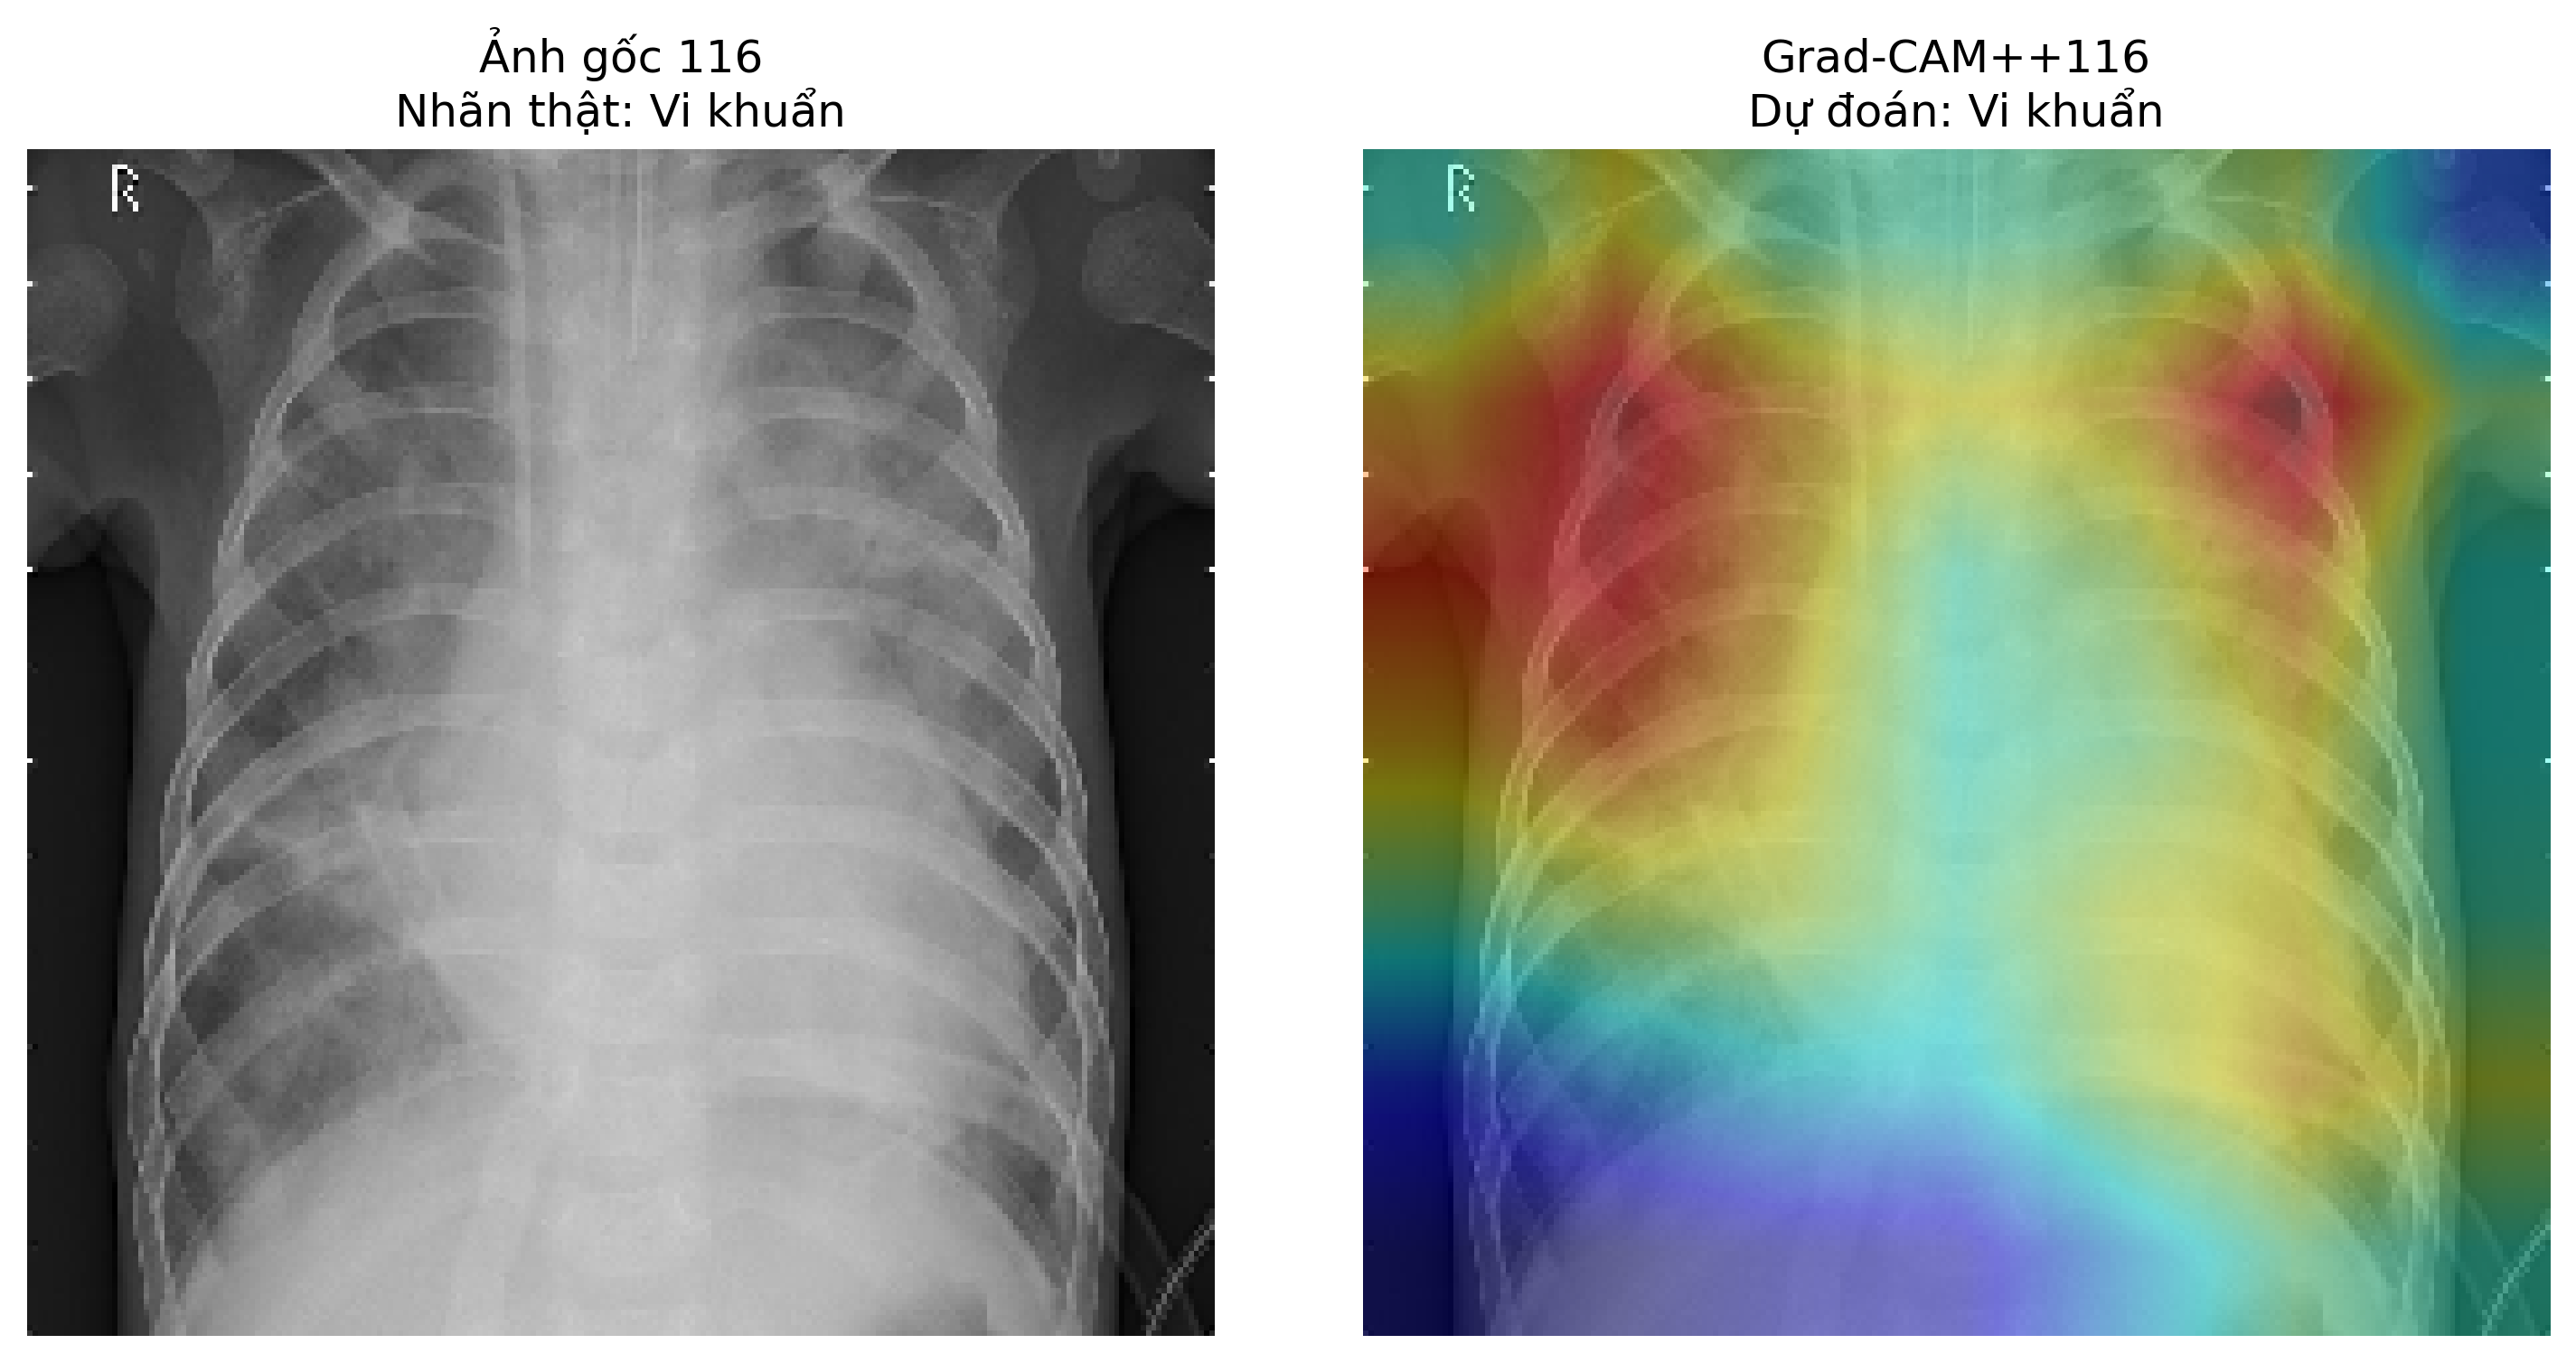 Ảnh gốc 116
Nhãn thật: Vi khuẩn
R
Grad-CAM++116
Dự đoán: Vi khuẩn
R